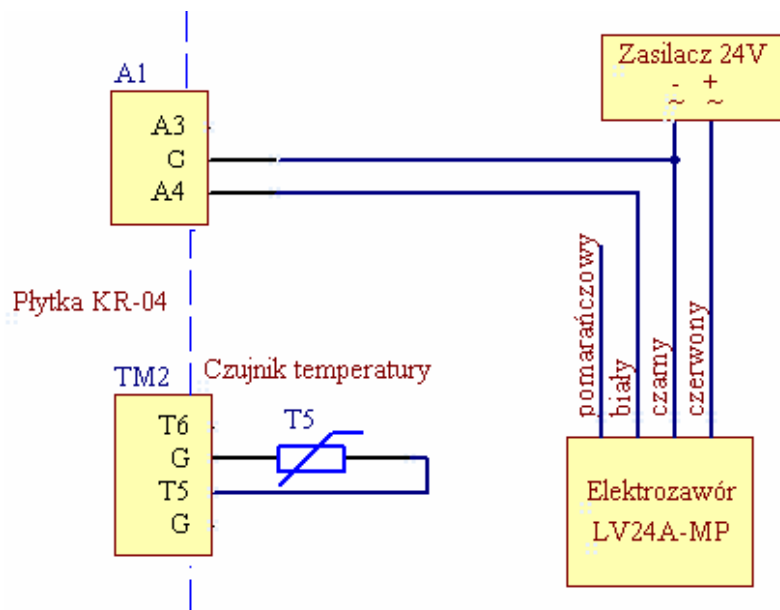 Zasilacz 24V
- +
~ ~
A1
A3
C
A4
Płytka KR-04
TM2
Czujnik temperatury
T6
G
T5
G
T5
pomarańczowy
biały
czarny
czerwony
Elektrozawór
LV24A-MP